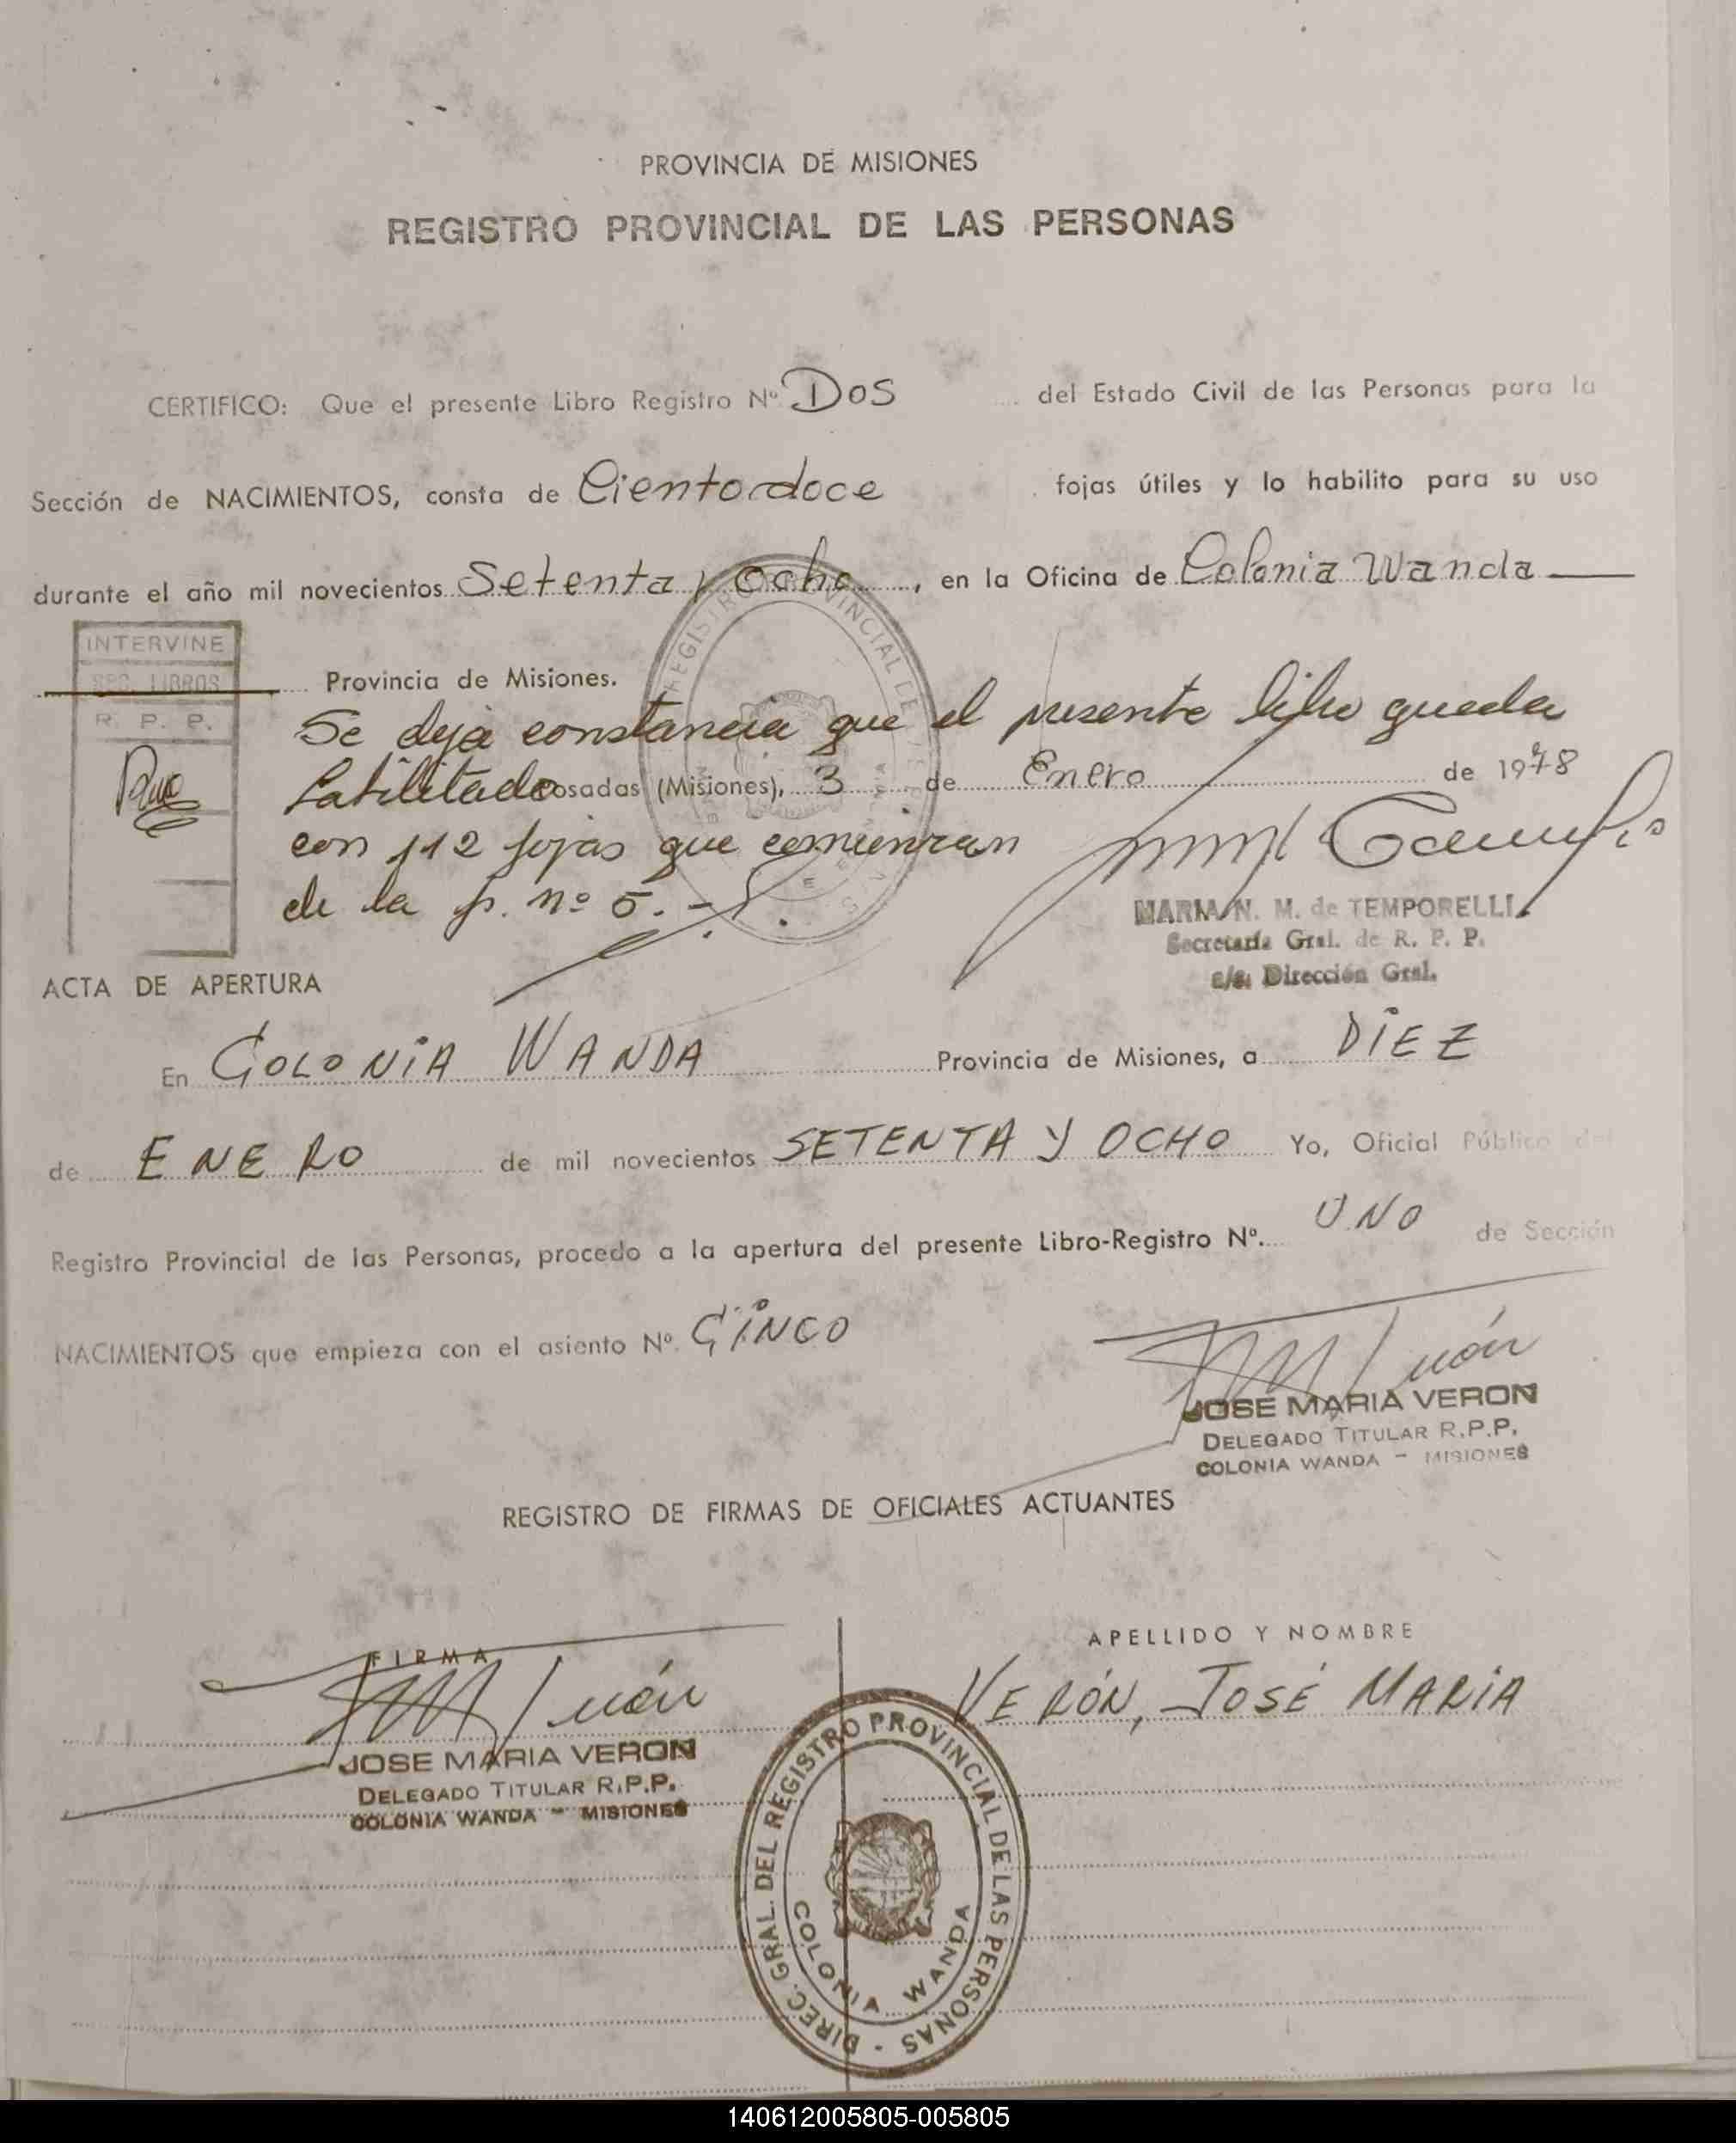 PROVINCIA DE MISIONES
REGISTRO PROVINCIAL DE LAS PERSONAS
CERTIFICO: Que el presente Libro Registro Nº Dos del Estado Civil de las Personas para la
Sección de NACIMIENTOS, consta de Ciento doce fojas útiles y lo habilito para su uso
durante el año mil novecientos Setenta y Ocho, en la Oficina de Colonia Wanda
INTERVINE
SEC. LIBROS
R. P. P.
Provincia de Misiones.
Se deja constancia que el presente libro queda
habilitado
Posadas (Misiones), 3 de Enero de 1978
con 112 fojas que comienzan
de la f. nº 5.-
REGISTRO PROVINCIAL DE
MARIA N. M. de TEMPORELLI
Secretaría Gral. de R. P. P.
a/c. Dirección Gral.
ACTA DE APERTURA
En COLONIA WANDA Provincia de Misiones, a DIEZ
de ENERO de mil novecientos SETENTA Y OCHO Yo, Oficial Público del
Registro Provincial de las Personas, procedo a la apertura del presente Libro-Registro Nº. UNO de Sección
NACIMIENTOS que empieza con el asiento Nº. CINCO
JOSE MARIA VERON
DELEGADO TITULAR R.P.P.
COLONIA WANDA - MISIONES
REGISTRO DE FIRMAS DE OFICIALES ACTUANTES
FIRMA
APELLIDO Y NOMBRE
VERÓN, JOSÉ MARIA
JOSE MARIA VERON
DELEGADO TITULAR R.P.P.
COLONIA WANDA - MISIONES
DIREC. GRAL. DEL REGISTRO PROVINCIAL DE LAS PERSONAS -
COLONIA WANDA
140612005805-005805